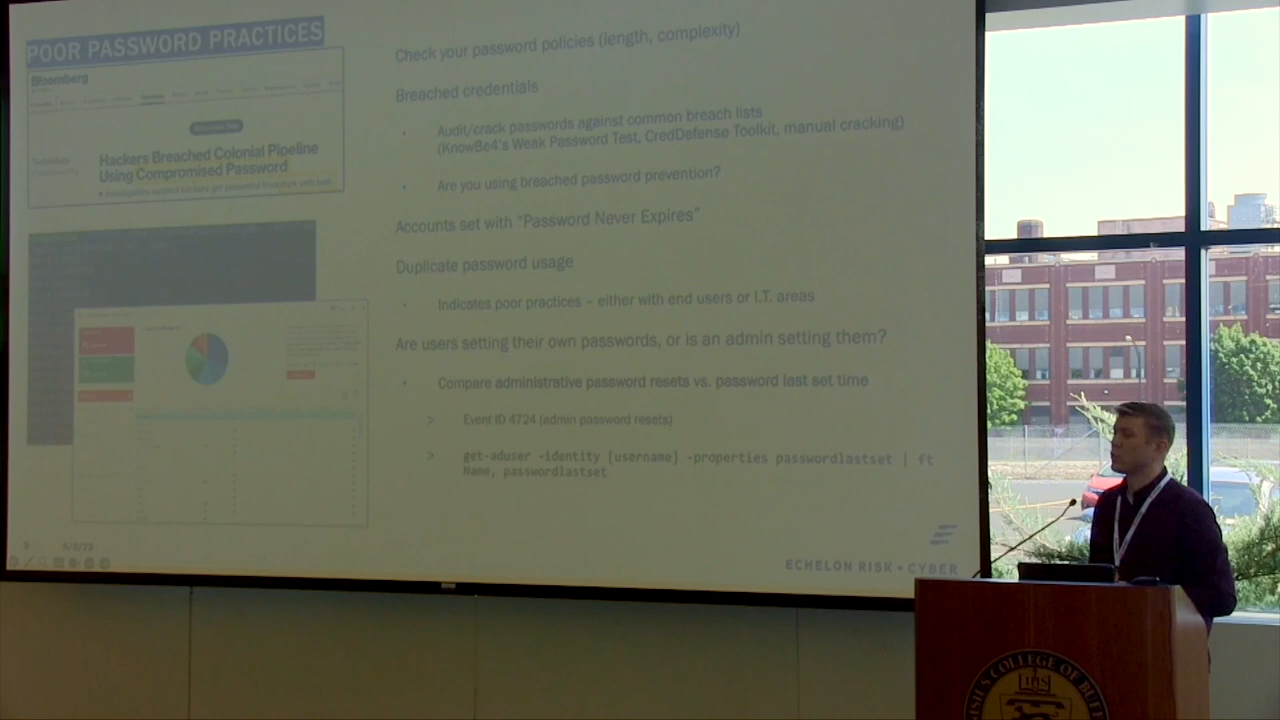 POOR PASSWORD PRACTICES
Bloomberg
Hackers Breached Colonial Pipeline
Using Compromised Password
Check your password policies (length, complexity)
Breached credentials
Audit/crack passwords against common breach lists
(KnowBe4's Weak Password Test, CredDefense Toolkit, manual cracking)
Are you using breached password prevention?
Accounts set with "Password Never Expires"
Duplicate password usage
Indicates poor practices – either with end users or I.T. areas
Are users setting their own passwords, or is an admin setting them?
Compare administrative password resets vs. password last set time
> Event ID 4724 (admin password resets)
> get-aduser -identity [username] -properties passwordlastset | ft
Name, passwordlastset
ECHELON RISK + CYBER
COLLEGE OF
IHS